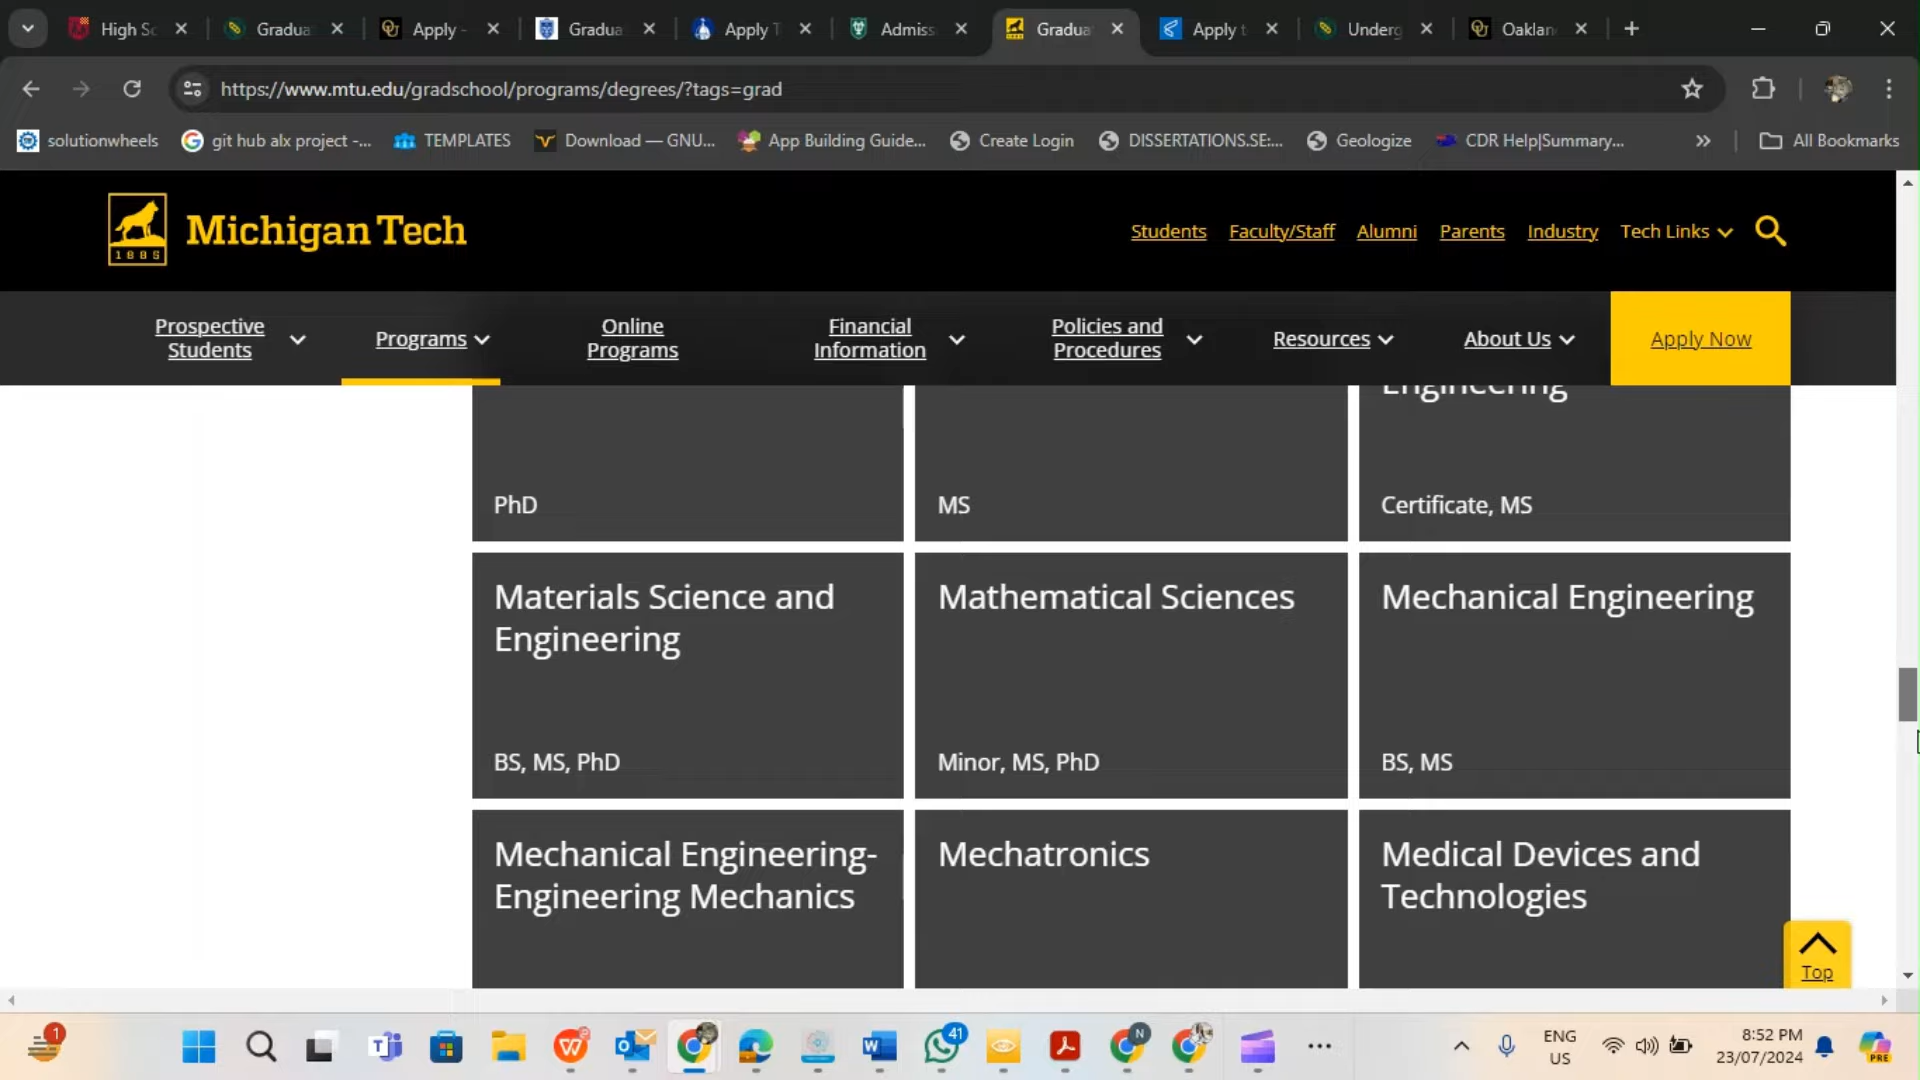 High Sc
Gradua
Apply -
Gradua
Apply T
Admiss
Gradua
Apply t
Underg
Oaklan
https://www.mtu.edu/gradschool/programs/degrees/?tags=grad
solutionwheels
git hub alx project -...
TEMPLATES
Download — GNU...
App Building Guide...
Create Login
DISSERTATIONS.SE:...
Geologize
CDR Help|Summary...
All Bookmarks
1885
Michigan Tech
Students
Faculty/Staff
Alumni
Parents
Industry
Tech Links
Prospective
Students
Programs
Online
Programs
Financial
Information
Policies and
Procedures
Resources
About Us
Apply Now
Engineering
PhD
MS
Certificate, MS
Materials Science and
Engineering
BS, MS, PhD
Mathematical Sciences
Minor, MS, PhD
Mechanical Engineering
BS, MS
Mechanical Engineering-
Engineering Mechanics
Mechatronics
Medical Devices and
Technologies
Top
1
41
N
ENG
US
8:52 PM
23/07/2024
PRE